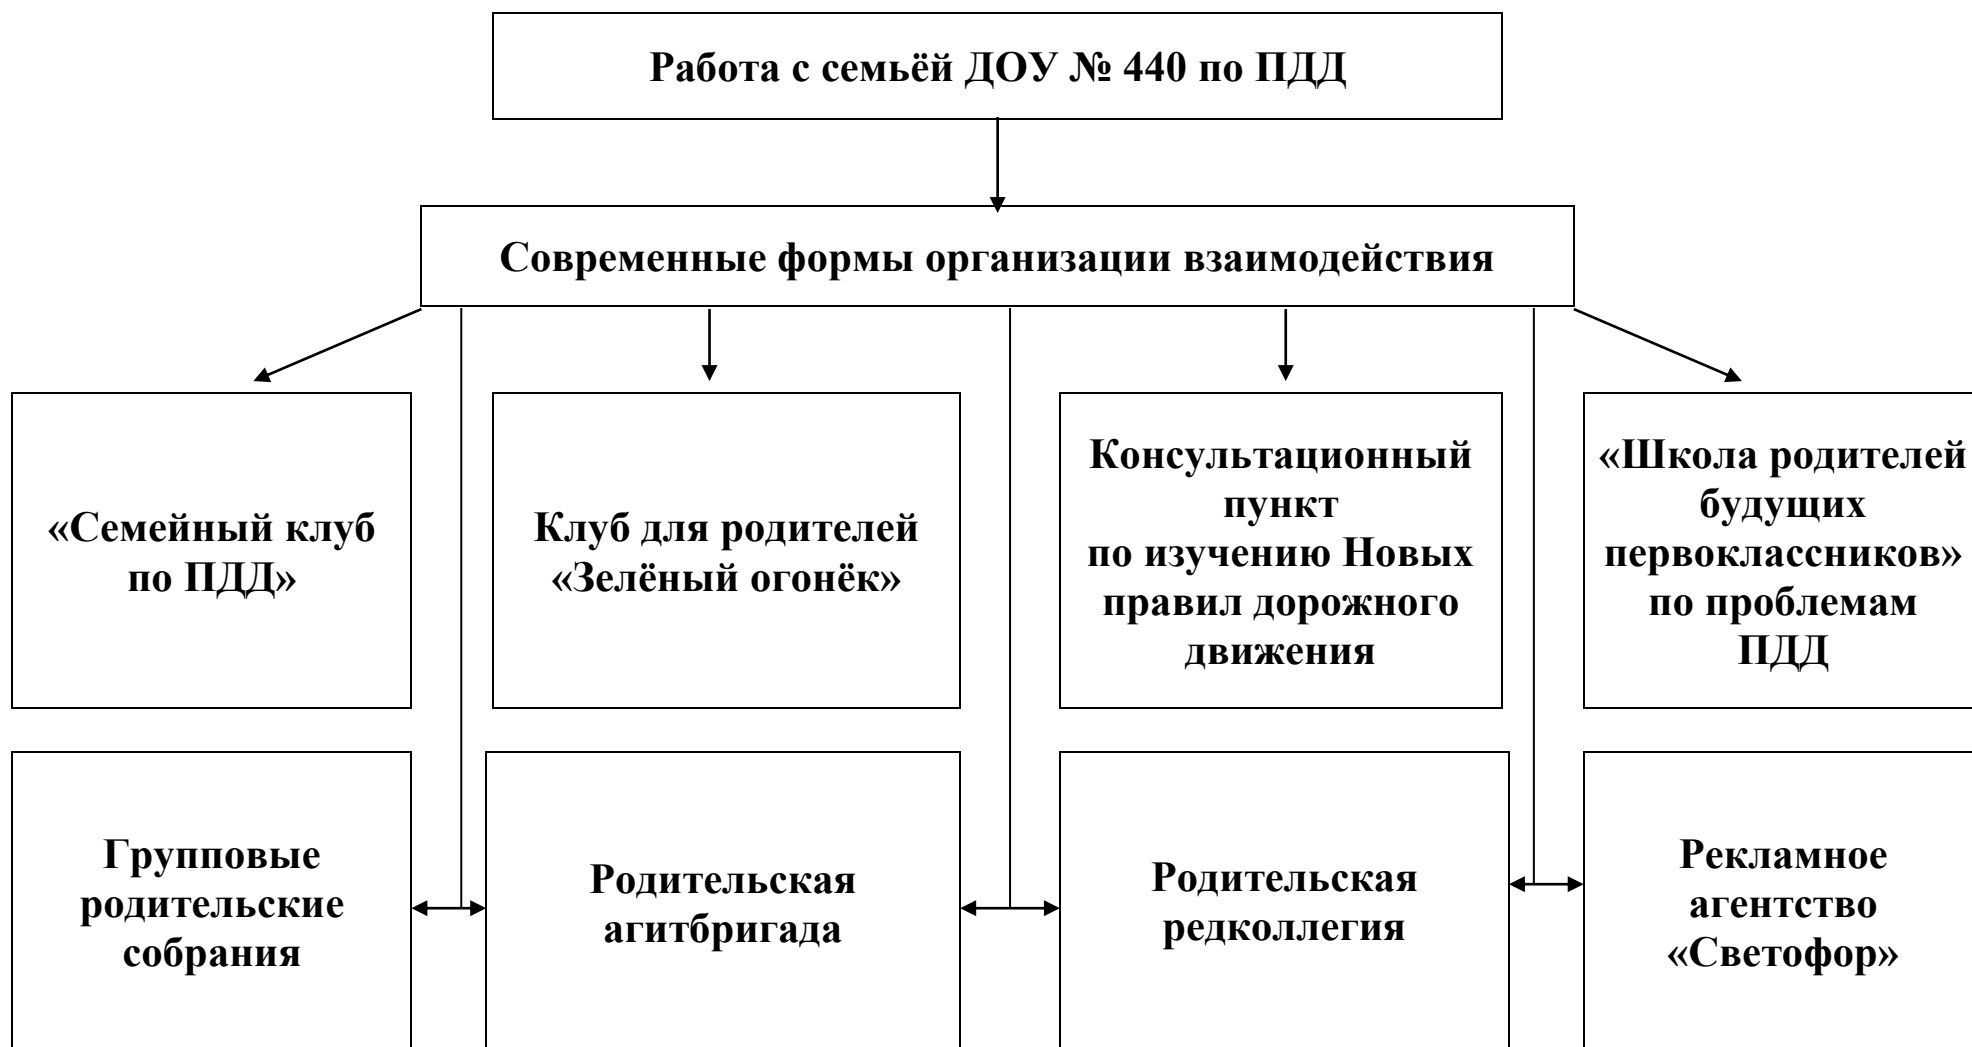 Работа с семьёй ДОУ № 440 по ПДД
Современные формы организации взаимодействия
«Семейный клуб
по ПДД»
Клуб для родителей
«Зелёный огонёк»
Консультационный
пункт
по изучению Новых
правил дорожного
движения
«Школа родителей
будущих
первоклассников»
по проблемам
ПДД
Групповые
родительские
собрания
Родительская
агитбригада
Родительская
редколлегия
Рекламное
агентство
«Светофор»